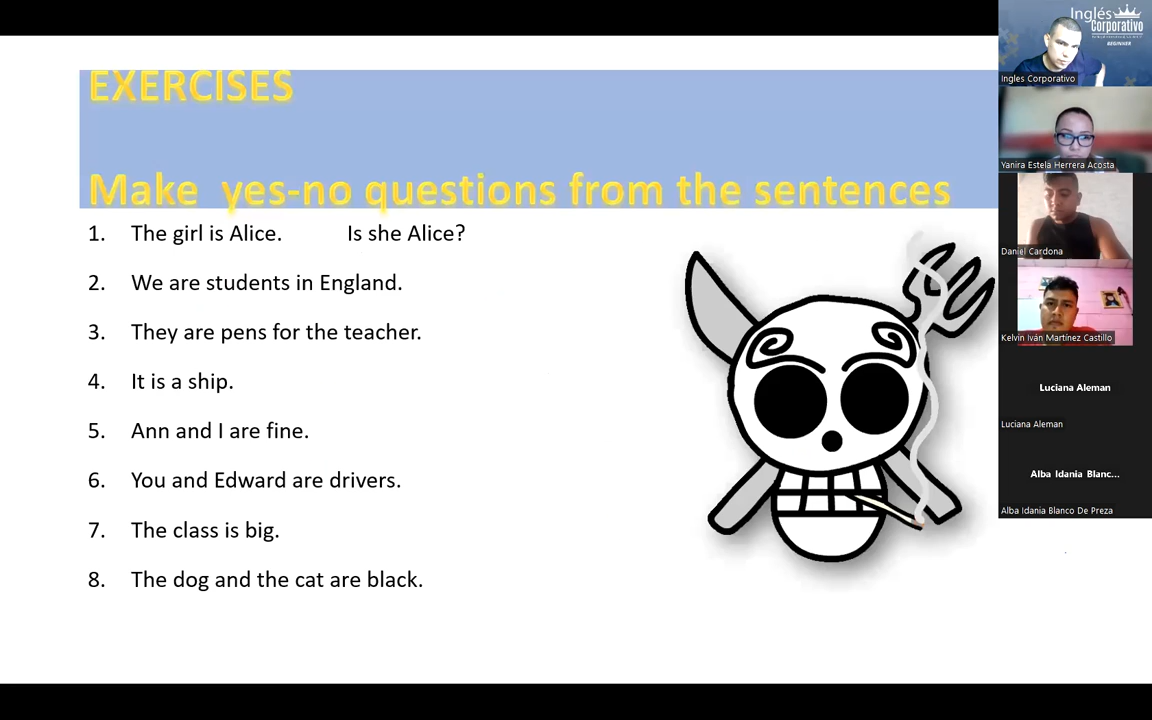 EXERCISES
Make yes-no questions from the sentences
1. The girl is Alice. Is she Alice?
2. We are students in England.
3. They are pens for the teacher.
4. It is a ship.
5. Ann and I are fine.
6. You and Edward are drivers.
7. The class is big.
8. The dog and the cat are black.
Inglés
Corporativo
BEGINNER
Ingles Corporativo
Yanira Estela Herrera Acosta
Daniel Cardona
Kelvin Iván Martínez Castillo
Luciana Aleman
Luciana Aleman
Alba Idania Blanc...
Alba Idania Blanco De Preza